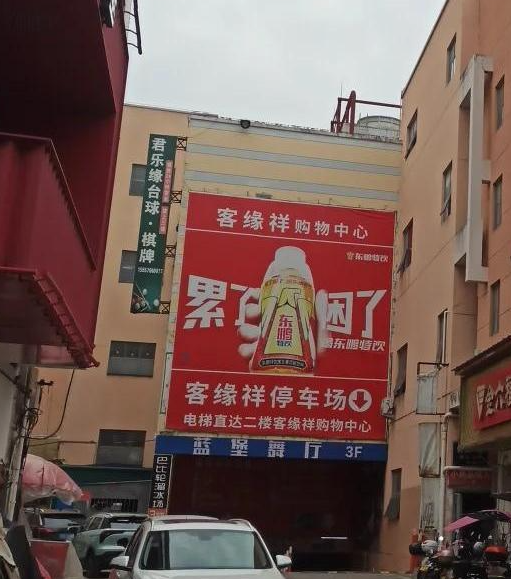 君乐缘台球·棋牌
客缘祥购物中心
东鹏特饮
累了困了
喝东鹏特饮
东鹏
特饮
客缘祥停车场
电梯直达二楼客缘祥购物中心
蓝堡舞厅 3F
巴比轮溜冰场